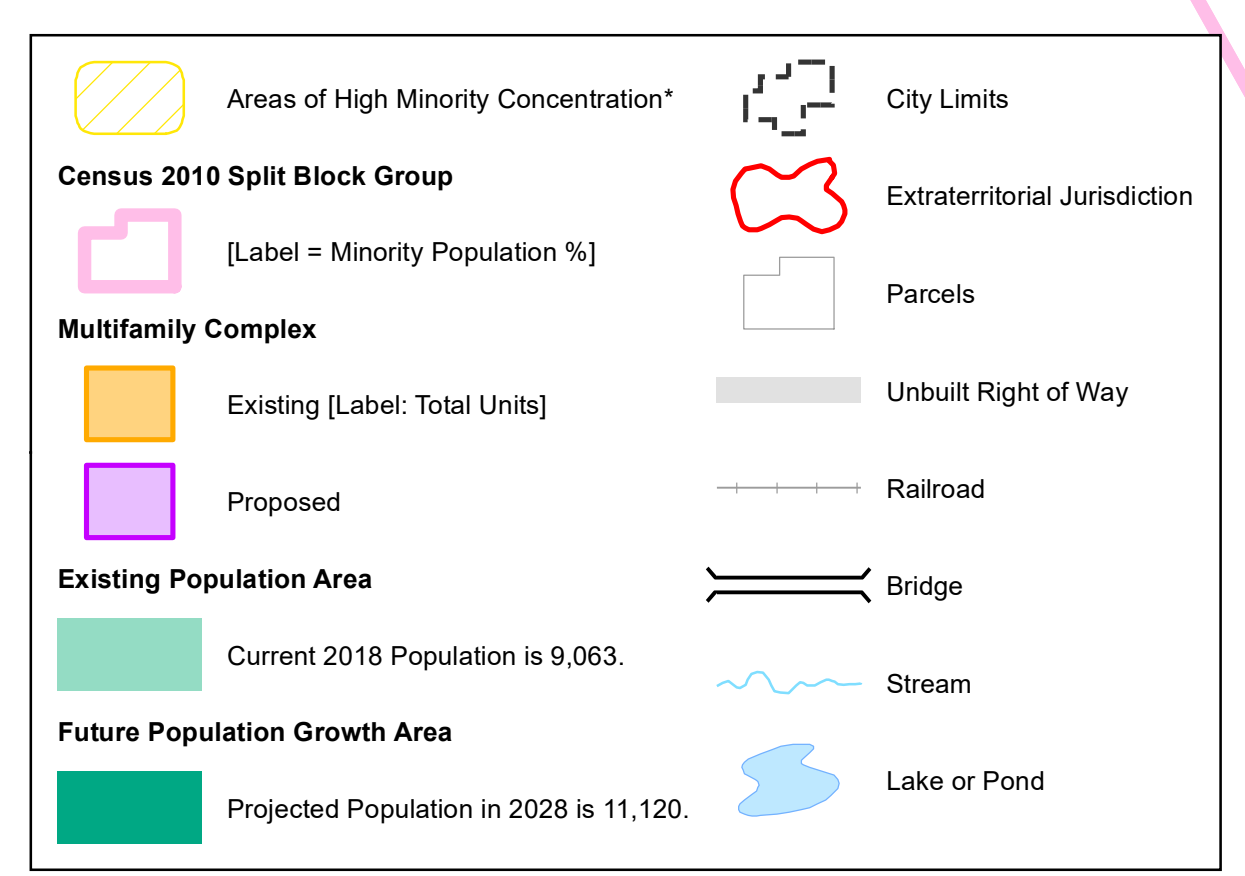 Areas of High Minority Concentration*
Census 2010 Split Block Group
[Label = Minority Population %]
Multifamily Complex
Existing [Label: Total Units]
Proposed
Existing Population Area
Current 2018 Population is 9,063.
Future Population Growth Area
Projected Population in 2028 is 11,120.
City Limits
Extraterritorial Jurisdiction
Parcels
Unbuilt Right of Way
Railroad
Bridge
Stream
Lake or Pond